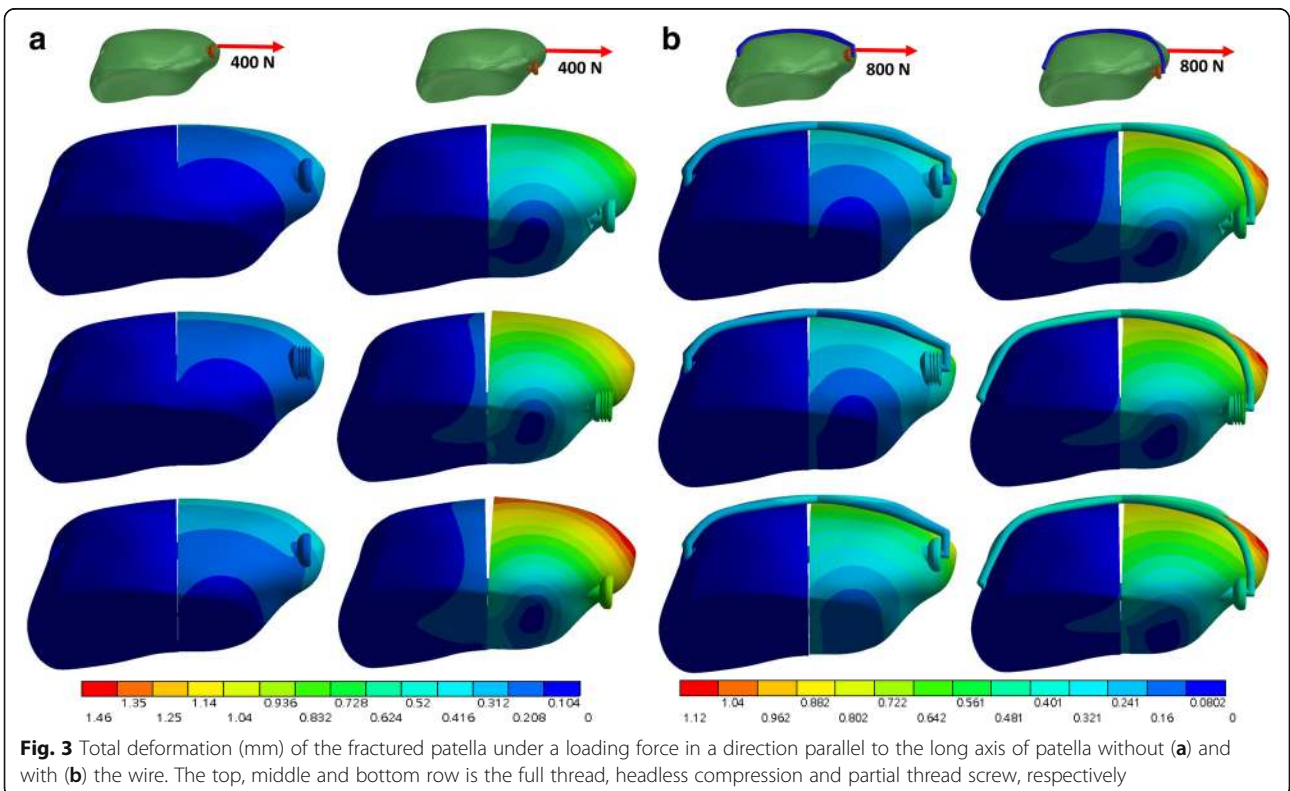 a
b
400 N
400 N
800 N
800 N
1.35 1.14 0.936 0.728 0.52 0.312 0.104
1.46 1.25 1.04 0.832 0.624 0.416 0.208 0
1.04 0.882 0.722 0.561 0.401 0.241 0.0802
1.12 0.962 0.802 0.642 0.481 0.321 0.16 0
Fig. 3 Total deformation (mm) of the fractured patella under a loading force in a direction parallel to the long axis of patella without (a) and
with (b) the wire. The top, middle and bottom row is the full thread, headless compression and partial thread screw, respectively